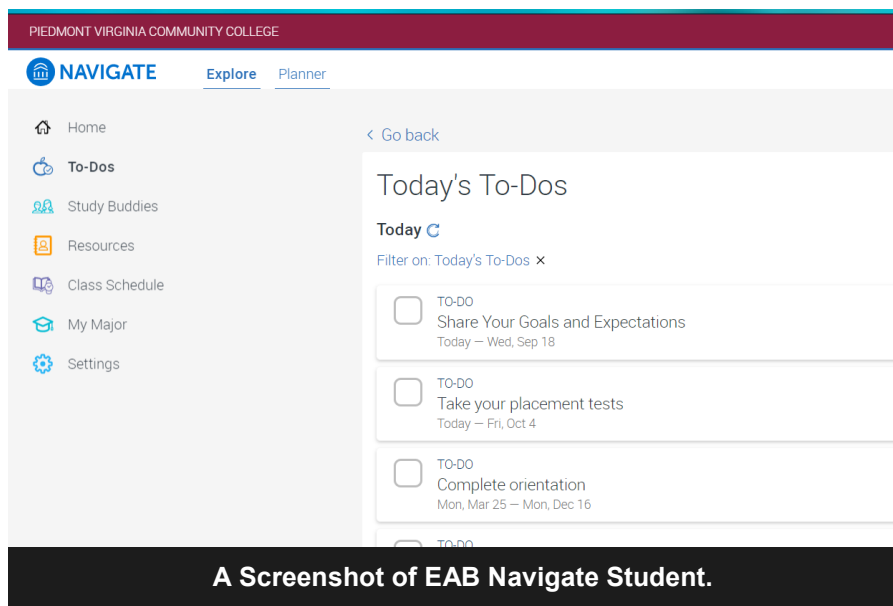 PIEDMONT VIRGINIA COMMUNITY COLLEGE
NAVIGATE Explore Planner
Home
To-Dos
Study Buddies
Resources
Class Schedule
My Major
Settings
Go back
Today's To-Dos
Today
Filter on: Today's To-Dos ×
TO-DO
Share Your Goals and Expectations
Today — Wed, Sep 18
TO-DO
Take your placement tests
Today — Fri, Oct 4
TO-DO
Complete orientation
Mon, Mar 25 — Mon, Dec 16
TO-DO
A Screenshot of EAB Navigate Student.